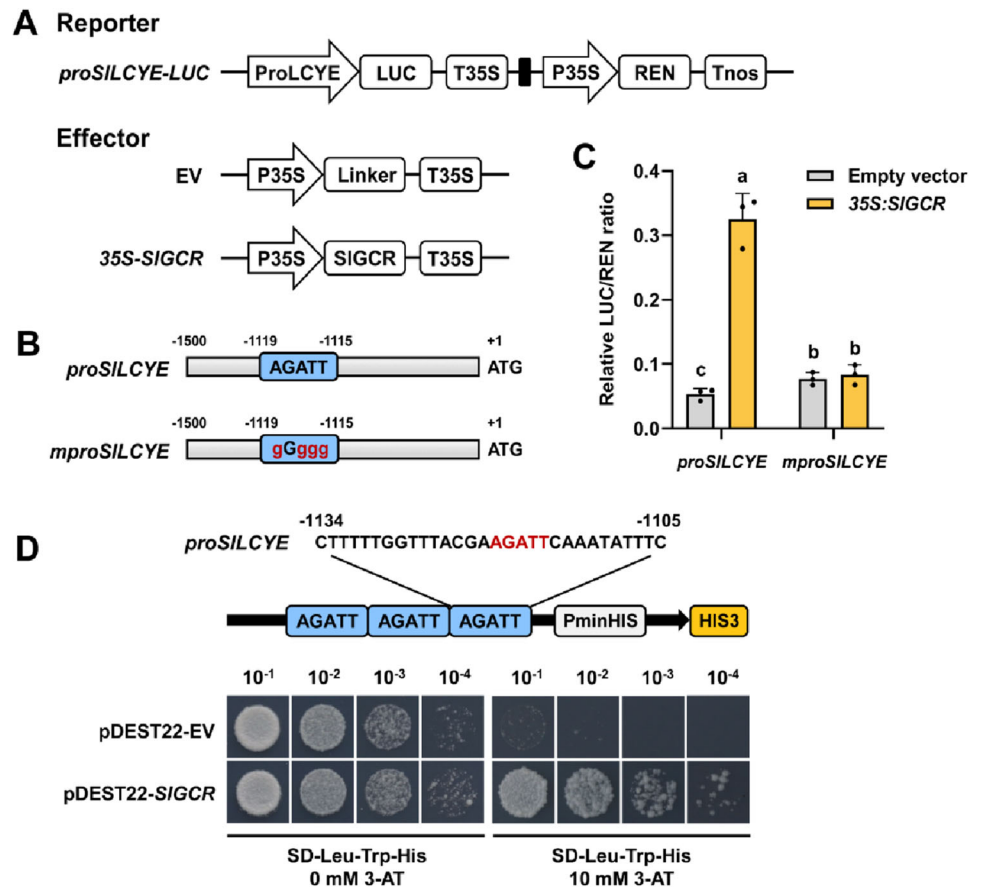 A Reporter
proSlLCYE-LUC ProLCYE LUC T35S P35S REN Tnos
Effector
EV P35S Linker T35S
35S-SlGCR P35S SlGCR T35S
B
-1500 -1119 -1115 +1
proSlLCYE AGATT ATG
-1500 -1119 -1115 +1
mproSlLCYE gGggg ATG
C
Empty vector
35S:SlGCR
Relative LUC/REN ratio
0.4
0.3
0.2
0.1
0.0
c a b b
proSlLCYE mproSlLCYE
D
-1134 -1105
proSlLCYE CTTTTTGGTTTACGAAGATTCAAATATTTC
AGATT AGATT AGATT PminHIS HIS3
10-1 10-2 10-3 10-4 10-1 10-2 10-3 10-4
pDEST22-EV
pDEST22-SlGCR
SD-Leu-Trp-His SD-Leu-Trp-His
0 mM 3-AT 10 mM 3-AT